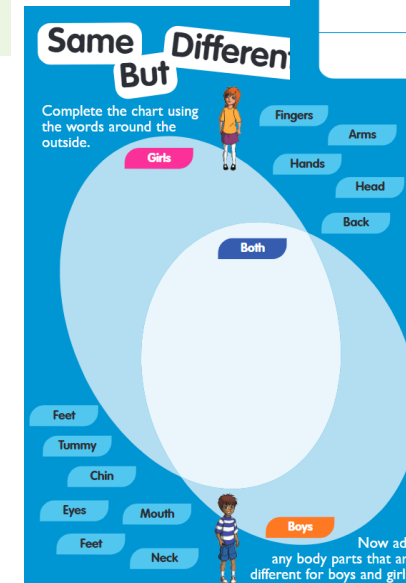 Same
But
Differen
Complete the chart using
the words around the
outside.
Girls
Fingers
Arms
Hands
Head
Back
Both
Feet
Tummy
Chin
Eyes
Mouth
Feet
Neck
Boys
Now ad
any body parts that ar
different for boys and girl